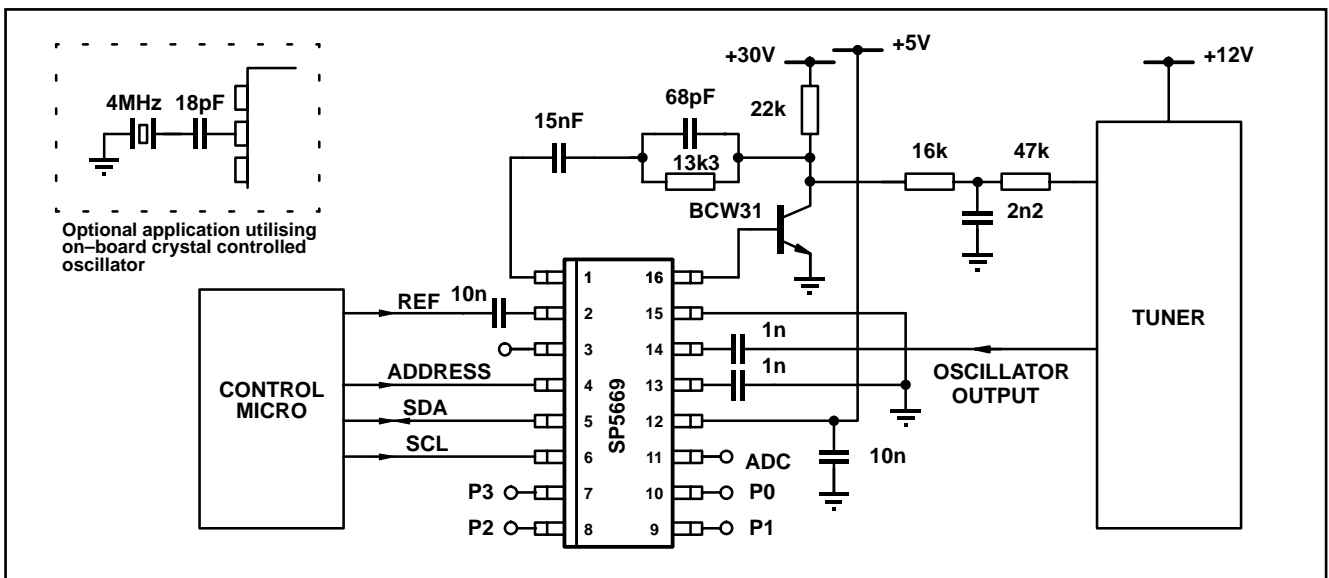 +5V
+30V
+12V
4MHz 18pF
68pF
22k
15nF
13k3
16k 47k
BCW31
2n2
Optional application utilising
on–board crystal controlled
oscillator
CONTROL
MICRO
REF
10n
ADDRESS
SDA
SCL
P3
P2
SP5669
1
2
3
4
5
6
7
8
16
15
14
13
12
11
10
9
1n
1n
ADC
P0
P1
10n
OSCILLATOR
OUTPUT
TUNER